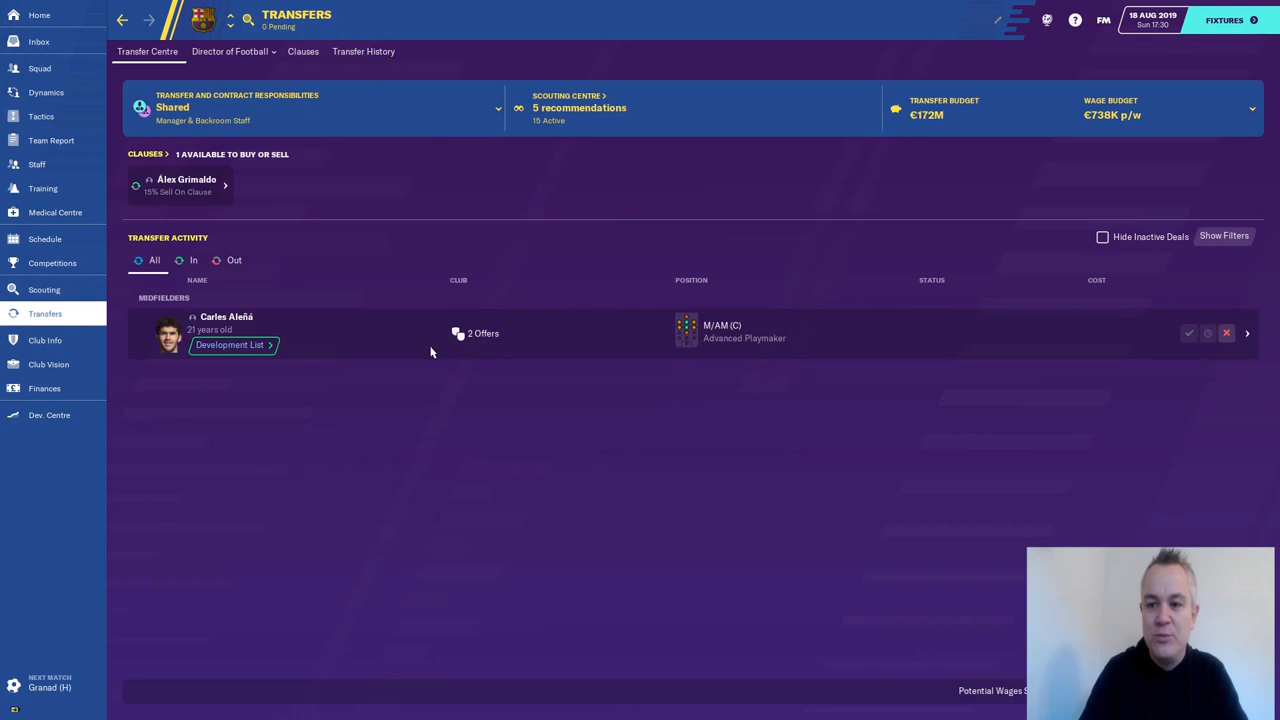 Home
Inbox
Squad
Dynamics
Tactics
Team Report
Staff
Training
Medical Centre
Schedule
Competitions
Scouting
Transfers
Club Info
Club Vision
Finances
Dev. Centre
NEXT MATCH
Granad (H)
TRANSFERS
0 Pending
FM
18 AUG 2019
Sun 17:30
FIXTURES
Transfer Centre
Director of Football
Clauses
Transfer History
TRANSFER AND CONTRACT RESPONSIBILITIES
Shared
Manager & Backroom Staff
SCOUTING CENTRE >
5 recommendations
15 Active
TRANSFER BUDGET
€172M
WAGE BUDGET
€738K p/w
CLAUSES > 1 AVAILABLE TO BUY OR SELL
Álex Grimaldo
15% Sell On Clause
TRANSFER ACTIVITY
Hide Inactive Deals
Show Filters
All
In
Out
NAME
CLUB
POSITION
STATUS
COST
MIDFIELDERS
Carles Aleñá
21 years old
Development List >
2 Offers
M/AM (C)
Advanced Playmaker
Potential Wages